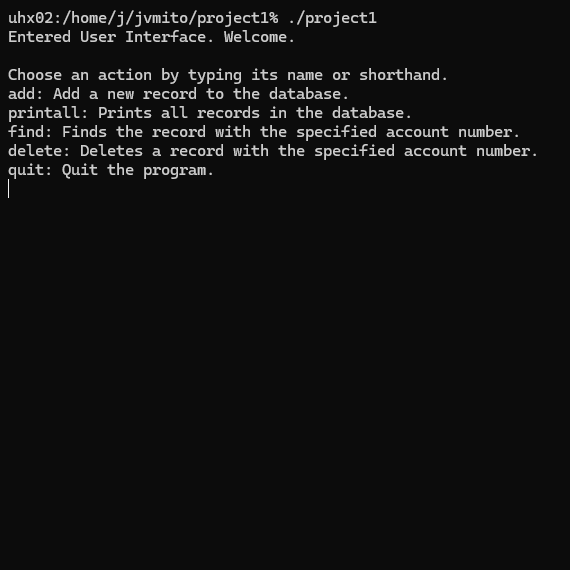 uhx02:/home/j/jvmito/project1% ./project1
Entered User Interface. Welcome.

Choose an action by typing its name or shorthand.
add: Add a new record to the database.
printall: Prints all records in the database.
find: Finds the record with the specified account number.
delete: Deletes a record with the specified account number.
quit: Quit the program.